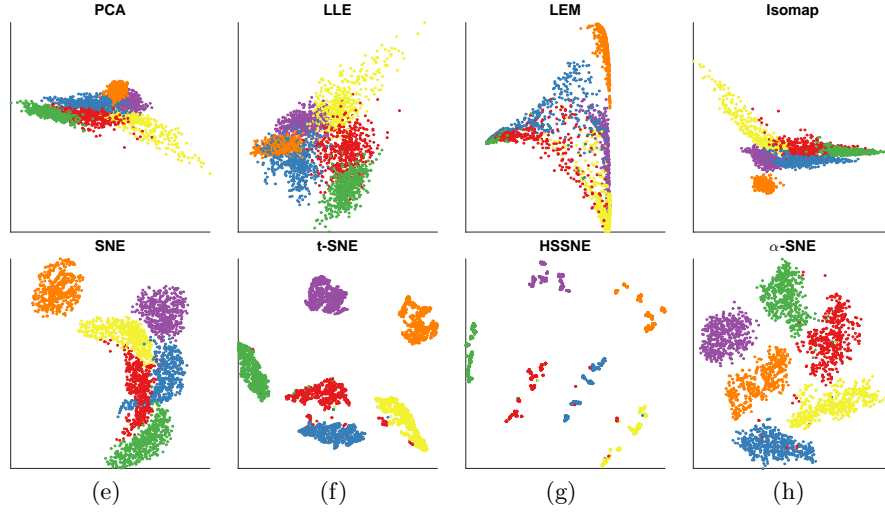 PCA LLE LEM Isomap
SNE t-SNE HSSNE α-SNE
(e) (f) (g) (h)